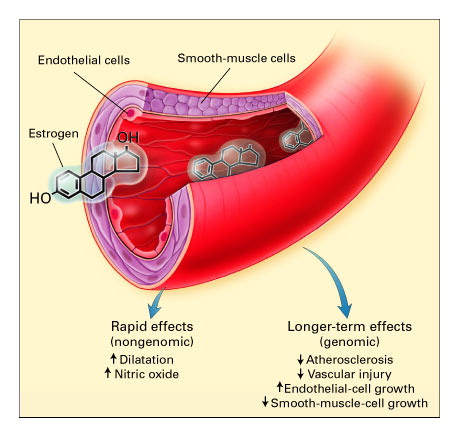 Endothelial cells
Smooth-muscle cells
Estrogen
OH
HO
Rapid effects
(nongenomic)
↑ Dilatation
↑ Nitric oxide
Longer-term effects
(genomic)
↓ Atherosclerosis
↓ Vascular injury
↑ Endothelial-cell growth
↓ Smooth-muscle-cell growth